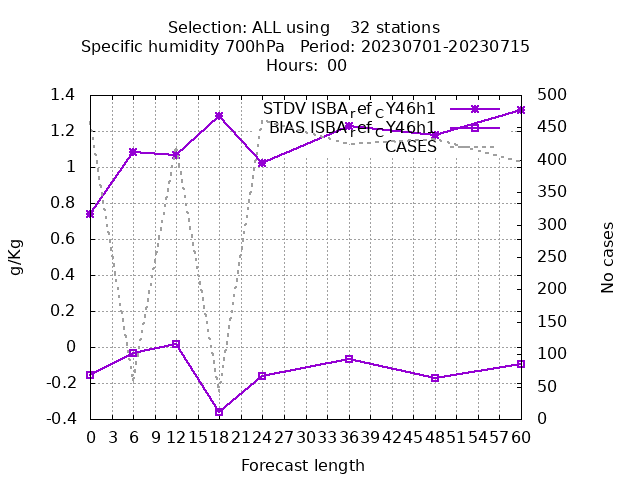 Selection: ALL using    32 stations
Specific humidity 700hPa   Period: 20230701-20230715
Hours:  00
1.4
1.2
1
0.8
0.6
0.4
0.2
0
-0.2
-0.4
g/Kg
STDV ISBA_ref_CY46h1
BIAS ISBA_ref_CY46h1
CASES
500
450
400
350
300
250
200
150
100
50
0
No cases
0 3 6 9 12 15 18 21 24 27 30 33 36 39 42 45 48 51 54 57 60
Forecast length